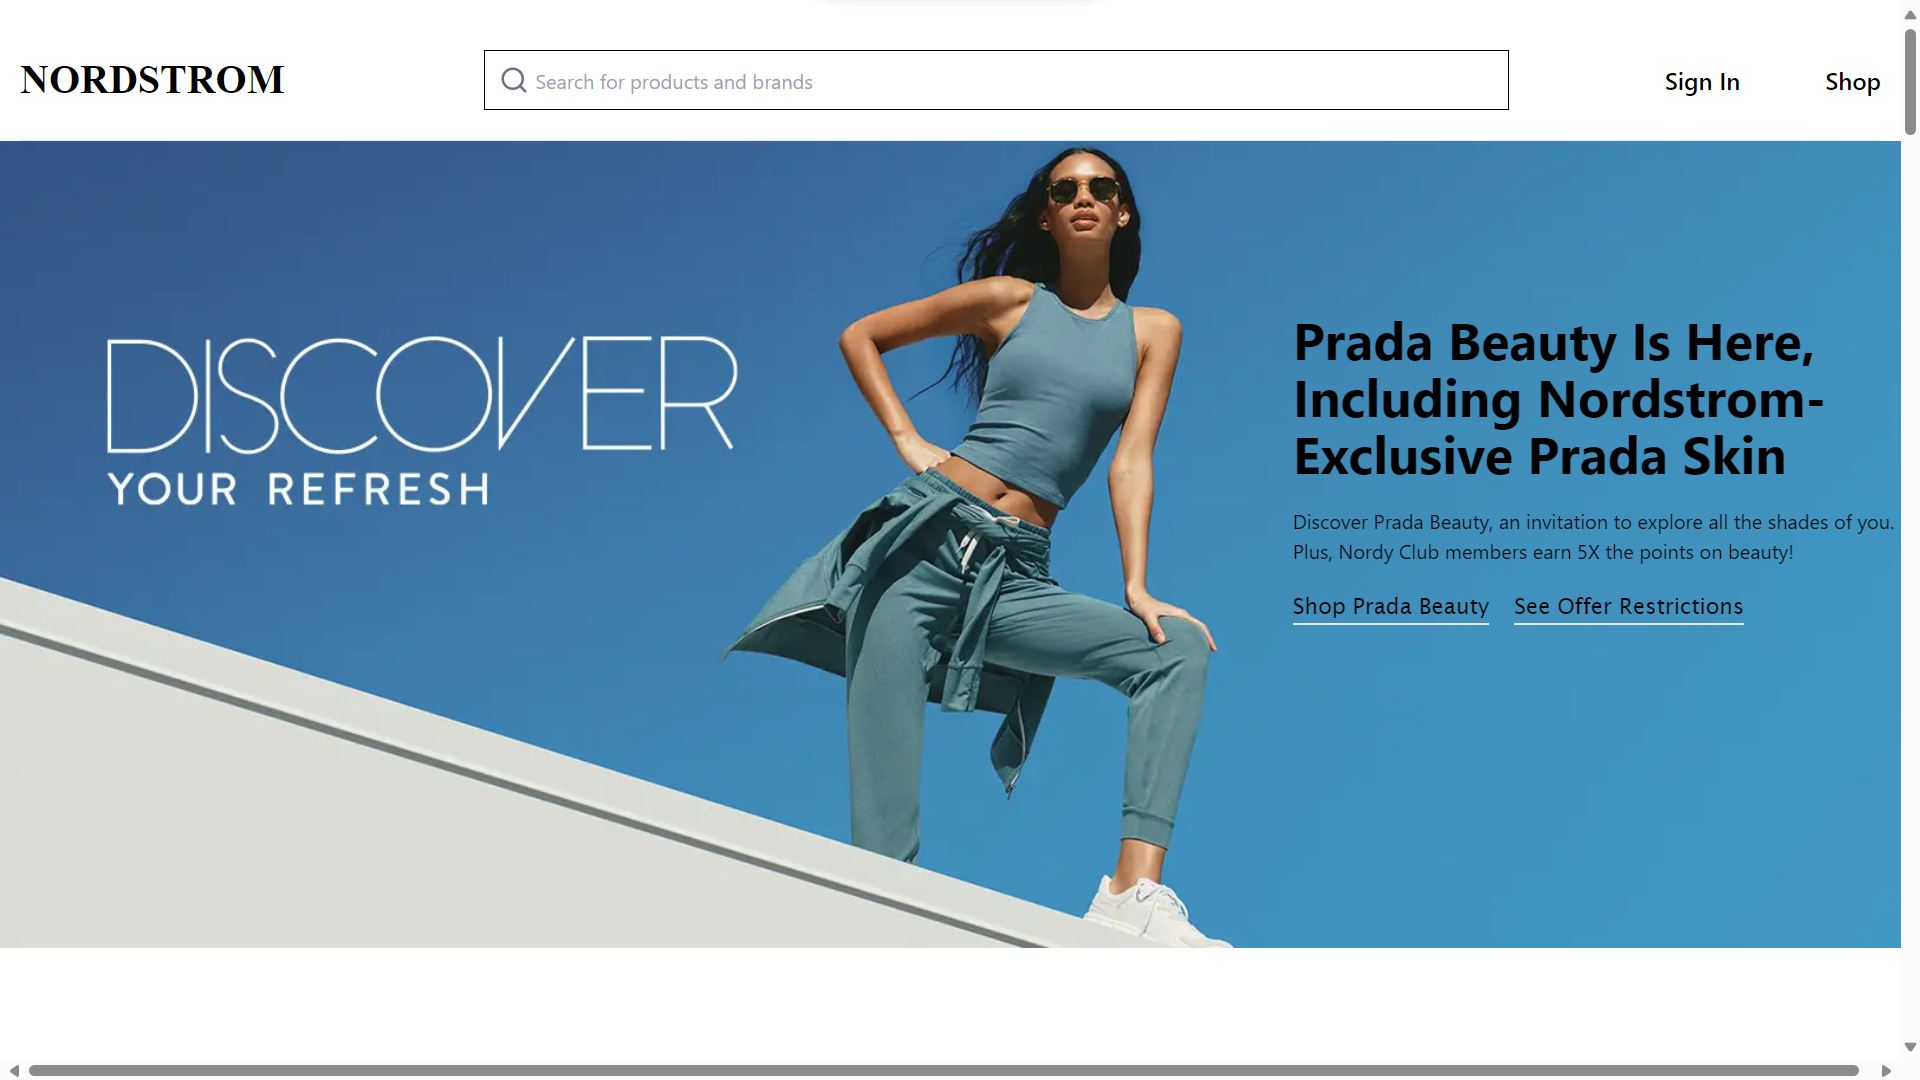 NORDSTROM
Search for products and brands
Sign In
Shop
DISCOVER
YOUR REFRESH
Prada Beauty Is Here,
Including Nordstrom-
Exclusive Prada Skin
Discover Prada Beauty, an invitation to explore all the shades of you.
Plus, Nordy Club members earn 5X the points on beauty!
Shop Prada Beauty
See Offer Restrictions